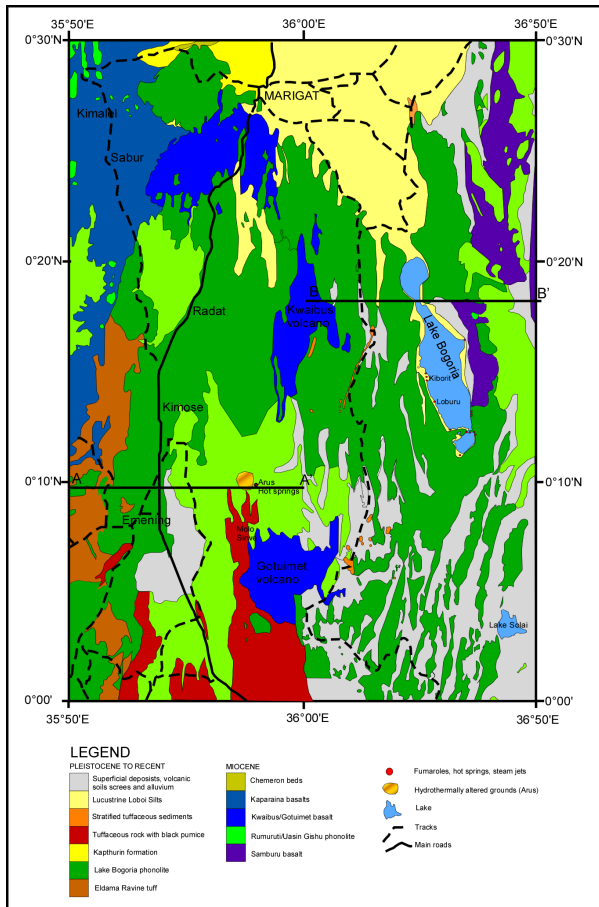 35°50'E 36°00'E 36°50'E
0°30'N 0°30'N
MARIGAT
Kimalel
Sabur
0°20'N 0°20'N
B B'
Radat
Kwaibus
volcano
Lake Bogoria
Kiborit
Loburu
Kimose
0°10'N 0°10'N
A A'
Arus
Hot springs
Emening
Molo
Sirwe
Gotuimet
volcano
Lake Solai
0°00' 0°00'
35°50'E 36°00'E 36°50'E
LEGEND
PLEISTOCENE TO RECENT
Superficial deposists, volcanic
soils screes and alluvium
Lucustrine Loboi Silts
Stratified tuffaceous sediments
Tuffaceous rock with black pumice
Kapthurin formation
Lake Bogoria phonolite
Eldama Ravine tuff
MIOCENE
Chemeron beds
Kaparaina basalts
Kwaibus/Gotuimet basalt
Rumuruti/Uasin Gishu phonolite
Samburu basalt
Fumaroles, hot springs, steam jets
Hydrothermally altered grounds (Arus)
Lake
Tracks
Main roads